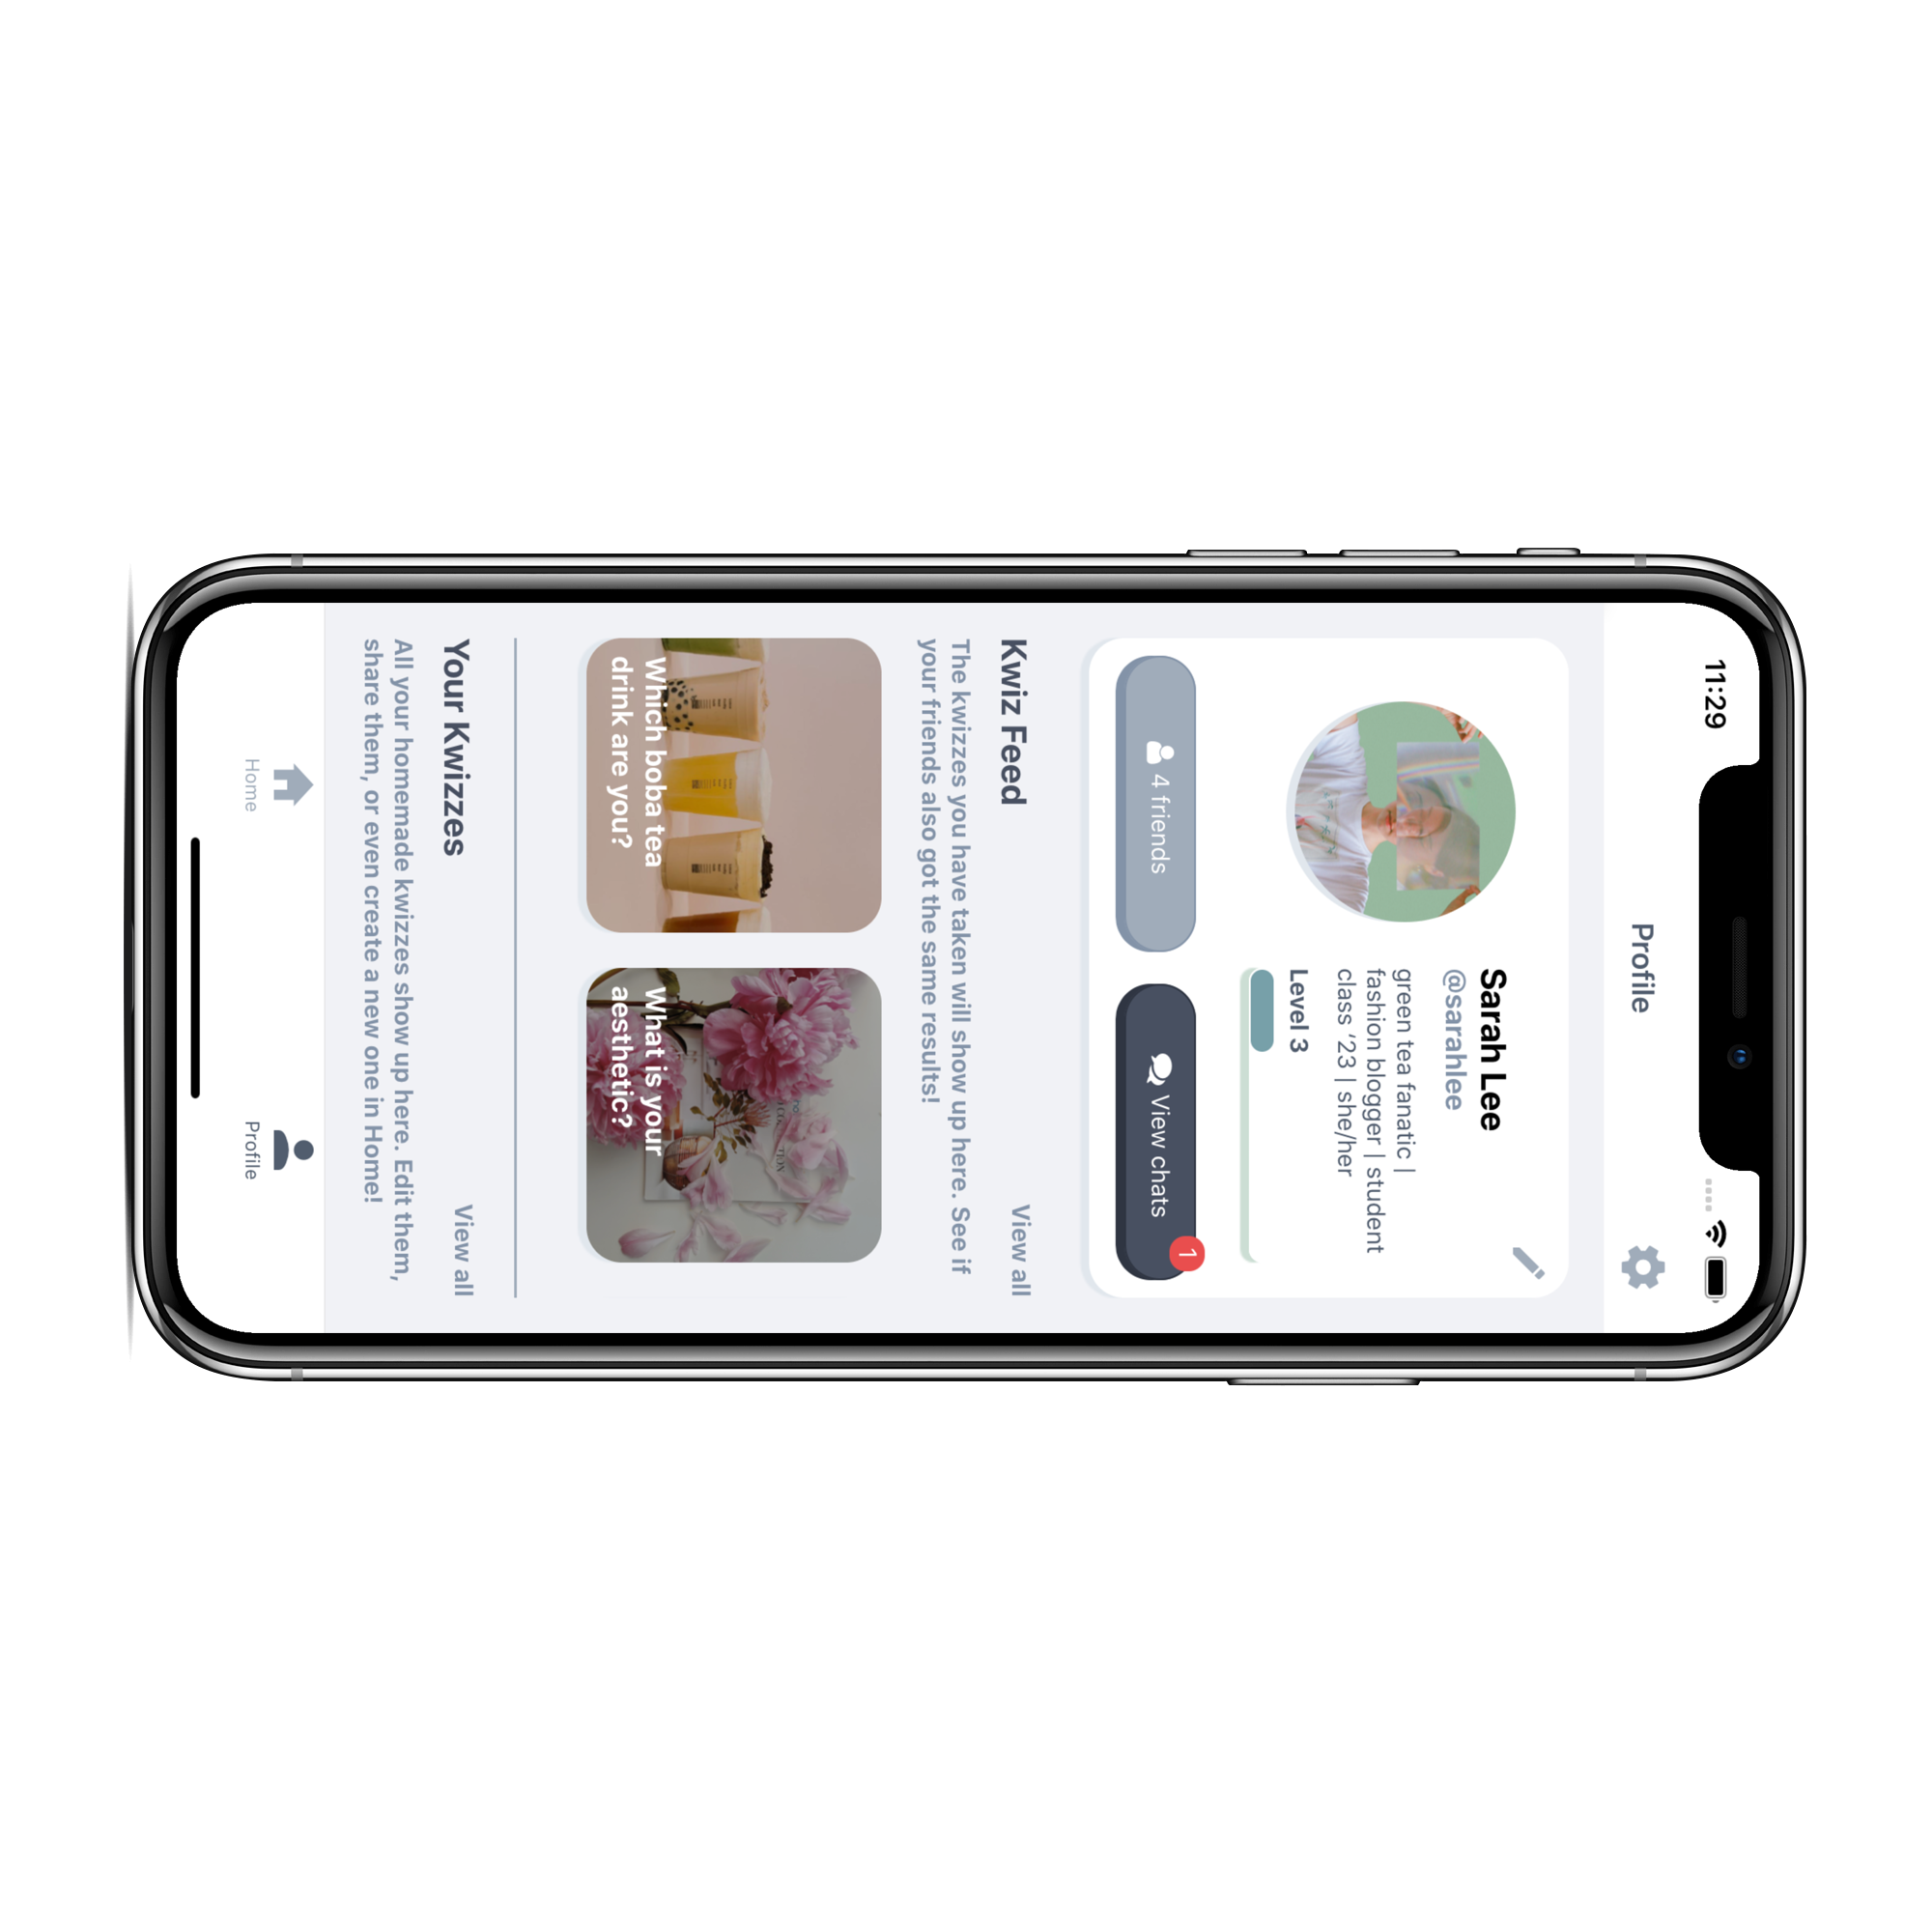 11:29
Profile
Sarah Lee
@sarahlee
green tea fanatic |
fashion blogger | student
class ‘23 | she/her
Level 3
4 friends
View chats
1
Kwiz Feed
View all
The kwizzes you have taken will show up here. See if
your friends also got the same results!
Which boba tea
drink are you?
What is your
aesthetic?
Your Kwizzes
View all
All your homemade kwizzes show up here. Edit them,
share them, or even create a new one in Home!
Home
Profile